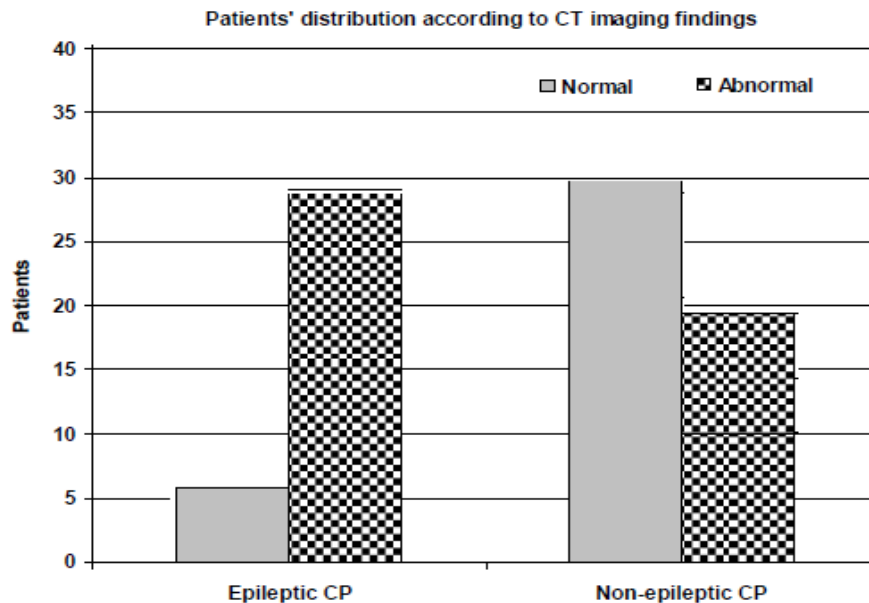 Patients' distribution according to CT imaging findings
40
Normal
Abnormal
35
30
25
20
15
10
5
0
Patients
Epileptic CP
Non-epileptic CP